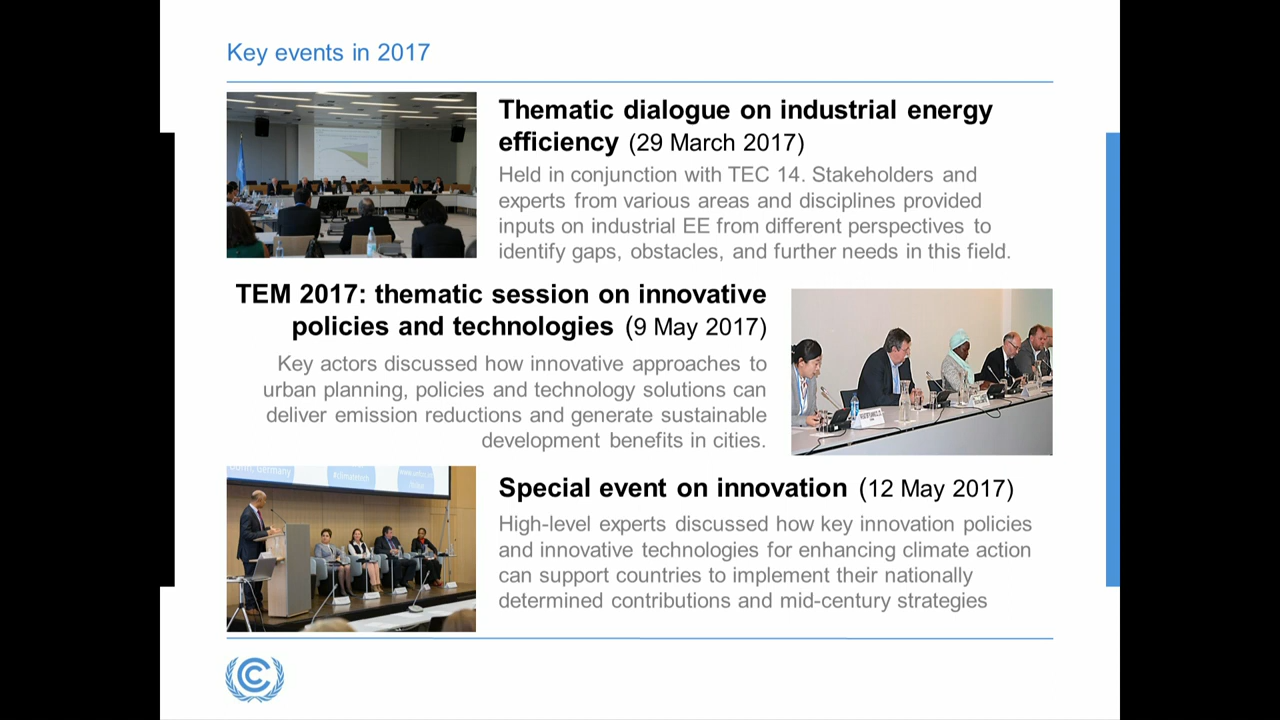 Key events in 2017
Thematic dialogue on industrial energy
efficiency (29 March 2017)
Held in conjunction with TEC 14. Stakeholders and
experts from various areas and disciplines provided
inputs on industrial EE from different perspectives to
identify gaps, obstacles, and further needs in this field.
TEM 2017: thematic session on innovative
policies and technologies (9 May 2017)
Key actors discussed how innovative approaches to
urban planning, policies and technology solutions can
deliver emission reductions and generate sustainable
development benefits in cities.
Special event on innovation (12 May 2017)
High-level experts discussed how key innovation policies
and innovative technologies for enhancing climate action
can support countries to implement their nationally
determined contributions and mid-century strategies